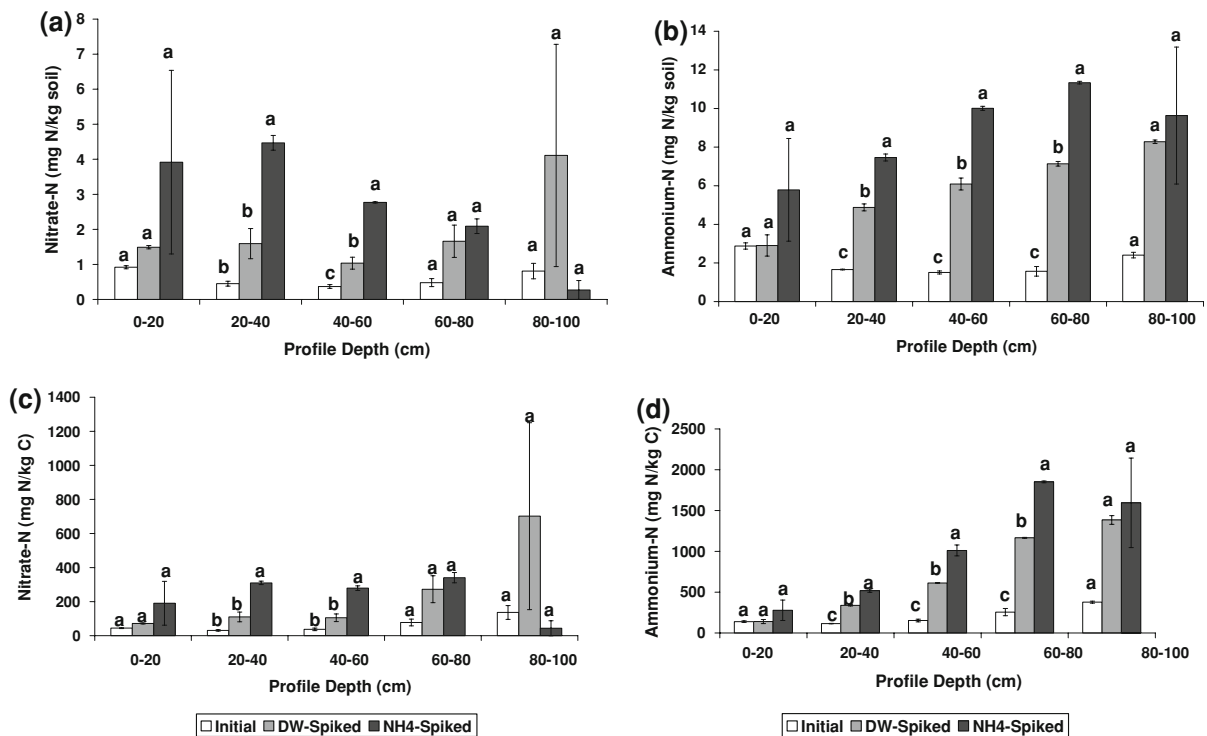 (a)
Nitrate-N (mg N/kg soil)
8
7
6
5
4
3
2
1
0
a a a
b b a
c b a
a a a
a a a
0-20 20-40 40-60 60-80 80-100
Profile Depth (cm)
(b)
Ammonium-N (mg N/kg soil)
14
12
10
8
6
4
2
0
a a a
c b a
c b a
c b a
a a a
0-20 20-40 40-60 60-80 80-100
Profile Depth (cm)
(c)
Nitrate-N (mg N/kg C)
1400
1200
1000
800
600
400
200
0
a a a
b b a
b b a
a a a
a a a
0-20 20-40 40-60 60-80 80-100
Profile Depth (cm)
Initial DW-Spiked NH4-Spiked
(d)
Ammonium-N (mg N/kg C)
2500
2000
1500
1000
500
0
a a a
c b a
c b a
c b a
a a a
0-20 20-40 40-60 60-80 80-100
Profile Depth (cm)
Initial DW-Spiked NH4-Spiked